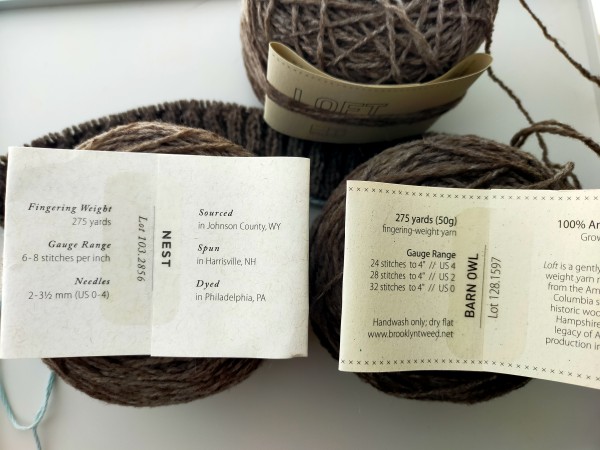 LOFT
Fingering Weight
275 yards
Gauge Range
6-8 stitches per inch
Needles
2-3½ mm (US 0-4)
Lot 103.2856
NEST
Sourced
in Johnson County, WY
Spun
in Harrisville, NH
Dyed
in Philadelphia, PA
275 yards (50g)
fingering-weight yarn
Gauge Range
24 stitches to 4" // US 4
28 stitches to 4" // US 2
32 stitches to 4" // US 0
Handwash only; dry flat
www.brooklyntweed.net
BARN OWL
Lot 128.1597
100% Am
Grow
Loft is a gentl
weight yarn m
from the Am
Columbia s
historic woo
Hampshire
legacy of A
production in